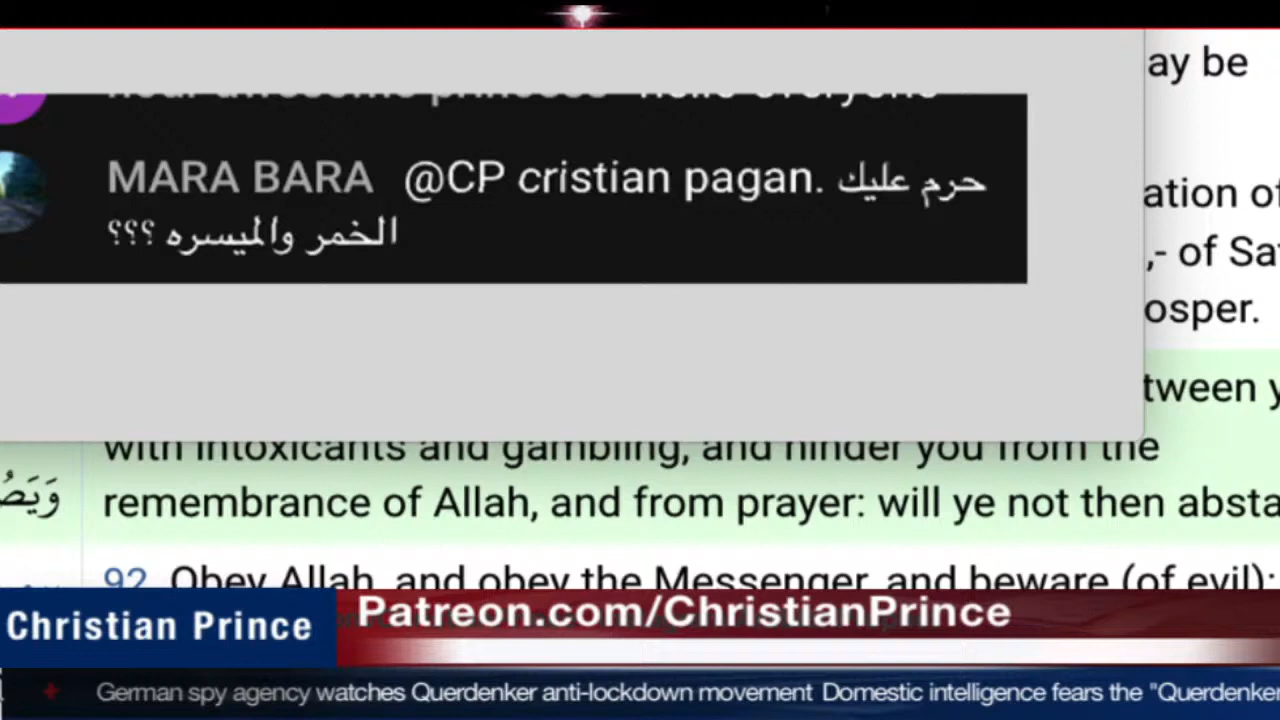 ay be
hello everyone
MARA BARA @CP cristian pagan. حرم عليك
الخمر والميسره ؟؟؟
ation of
,- of Sa
osper.
tween y
with intoxicants and gambling, and hinder you from the
remembrance of Allah, and from prayer: will ye not then absta
92 Obey Allah, and obey the Messenger, and beware (of evil):
Christian Prince
Patreon.com/ChristianPrince
German spy agency watches Querdenker anti-lockdown movement Domestic intelligence fears the "Querdenker